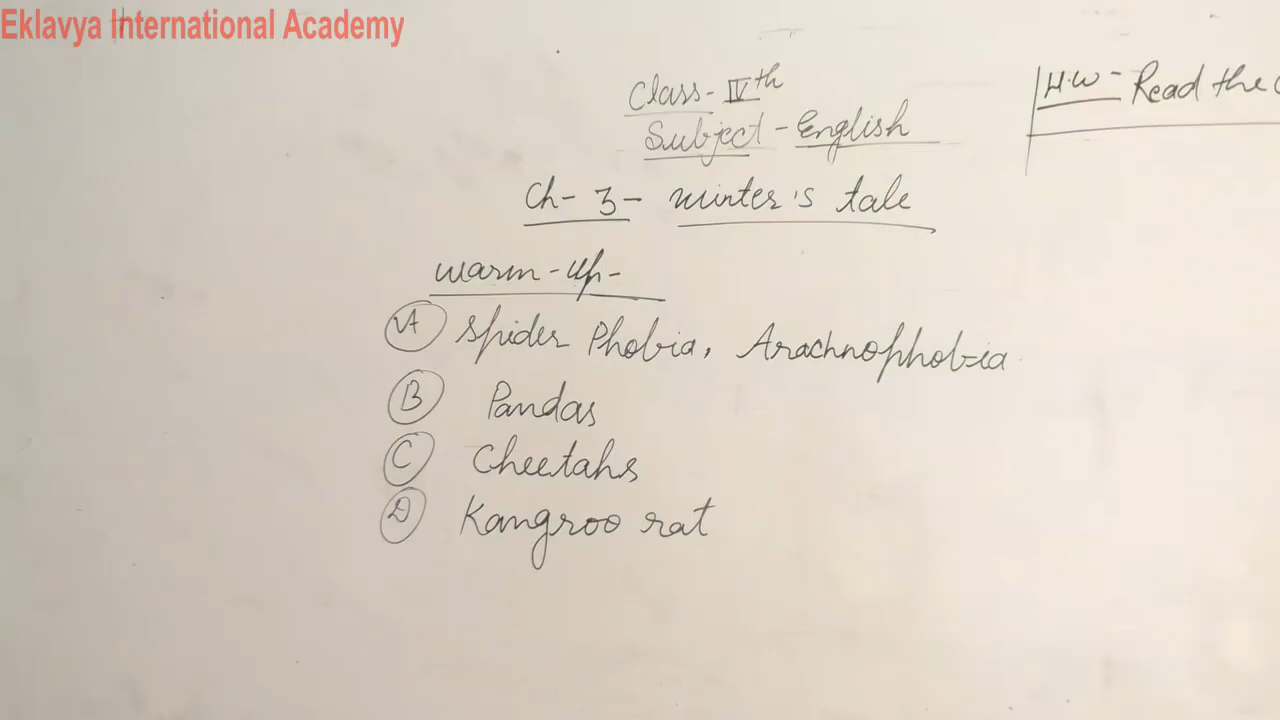 Eklavya International Academy
Class - IVth
Subject - English
H.W - Read the
Ch - 3 - Winter's tale
Warm - up -
A Spider Phobia, Arachnophobia
B Pandas
C Cheetahs
D Kangroo rat